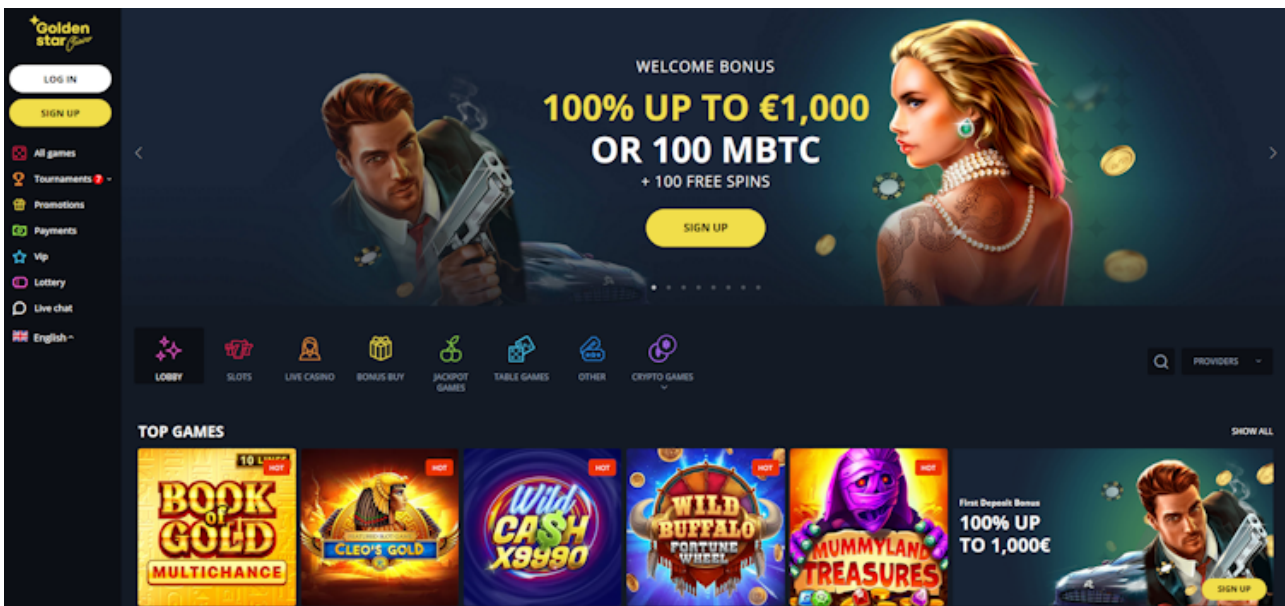 Golden
star Casino
LOG IN
SIGN UP
All games
Tournaments 7
Promotions
Payments
Vip
Lottery
Live chat
English
WELCOME BONUS
100% UP TO €1,000
OR 100 MBTC
+ 100 FREE SPINS
SIGN UP
LOBBY
SLOTS
LIVE CASINO
BONUS BUY
JACKPOT
GAMES
TABLE GAMES
OTHER
CRYPTO GAMES
PROVIDERS
TOP GAMES
SHOW ALL
10 LINES
HOT
BOOK
of
GOLD
MULTICHANCE
HOT
CLEO'S GOLD
HOT
Wild
CA$H
X9990
HOT
WILD
BUFFALO
FORTUNE
WHEEL
HOT
MUMMYLAND
TREASURES
First Deposit Bonus
100% UP
TO 1,000€
SIGN UP